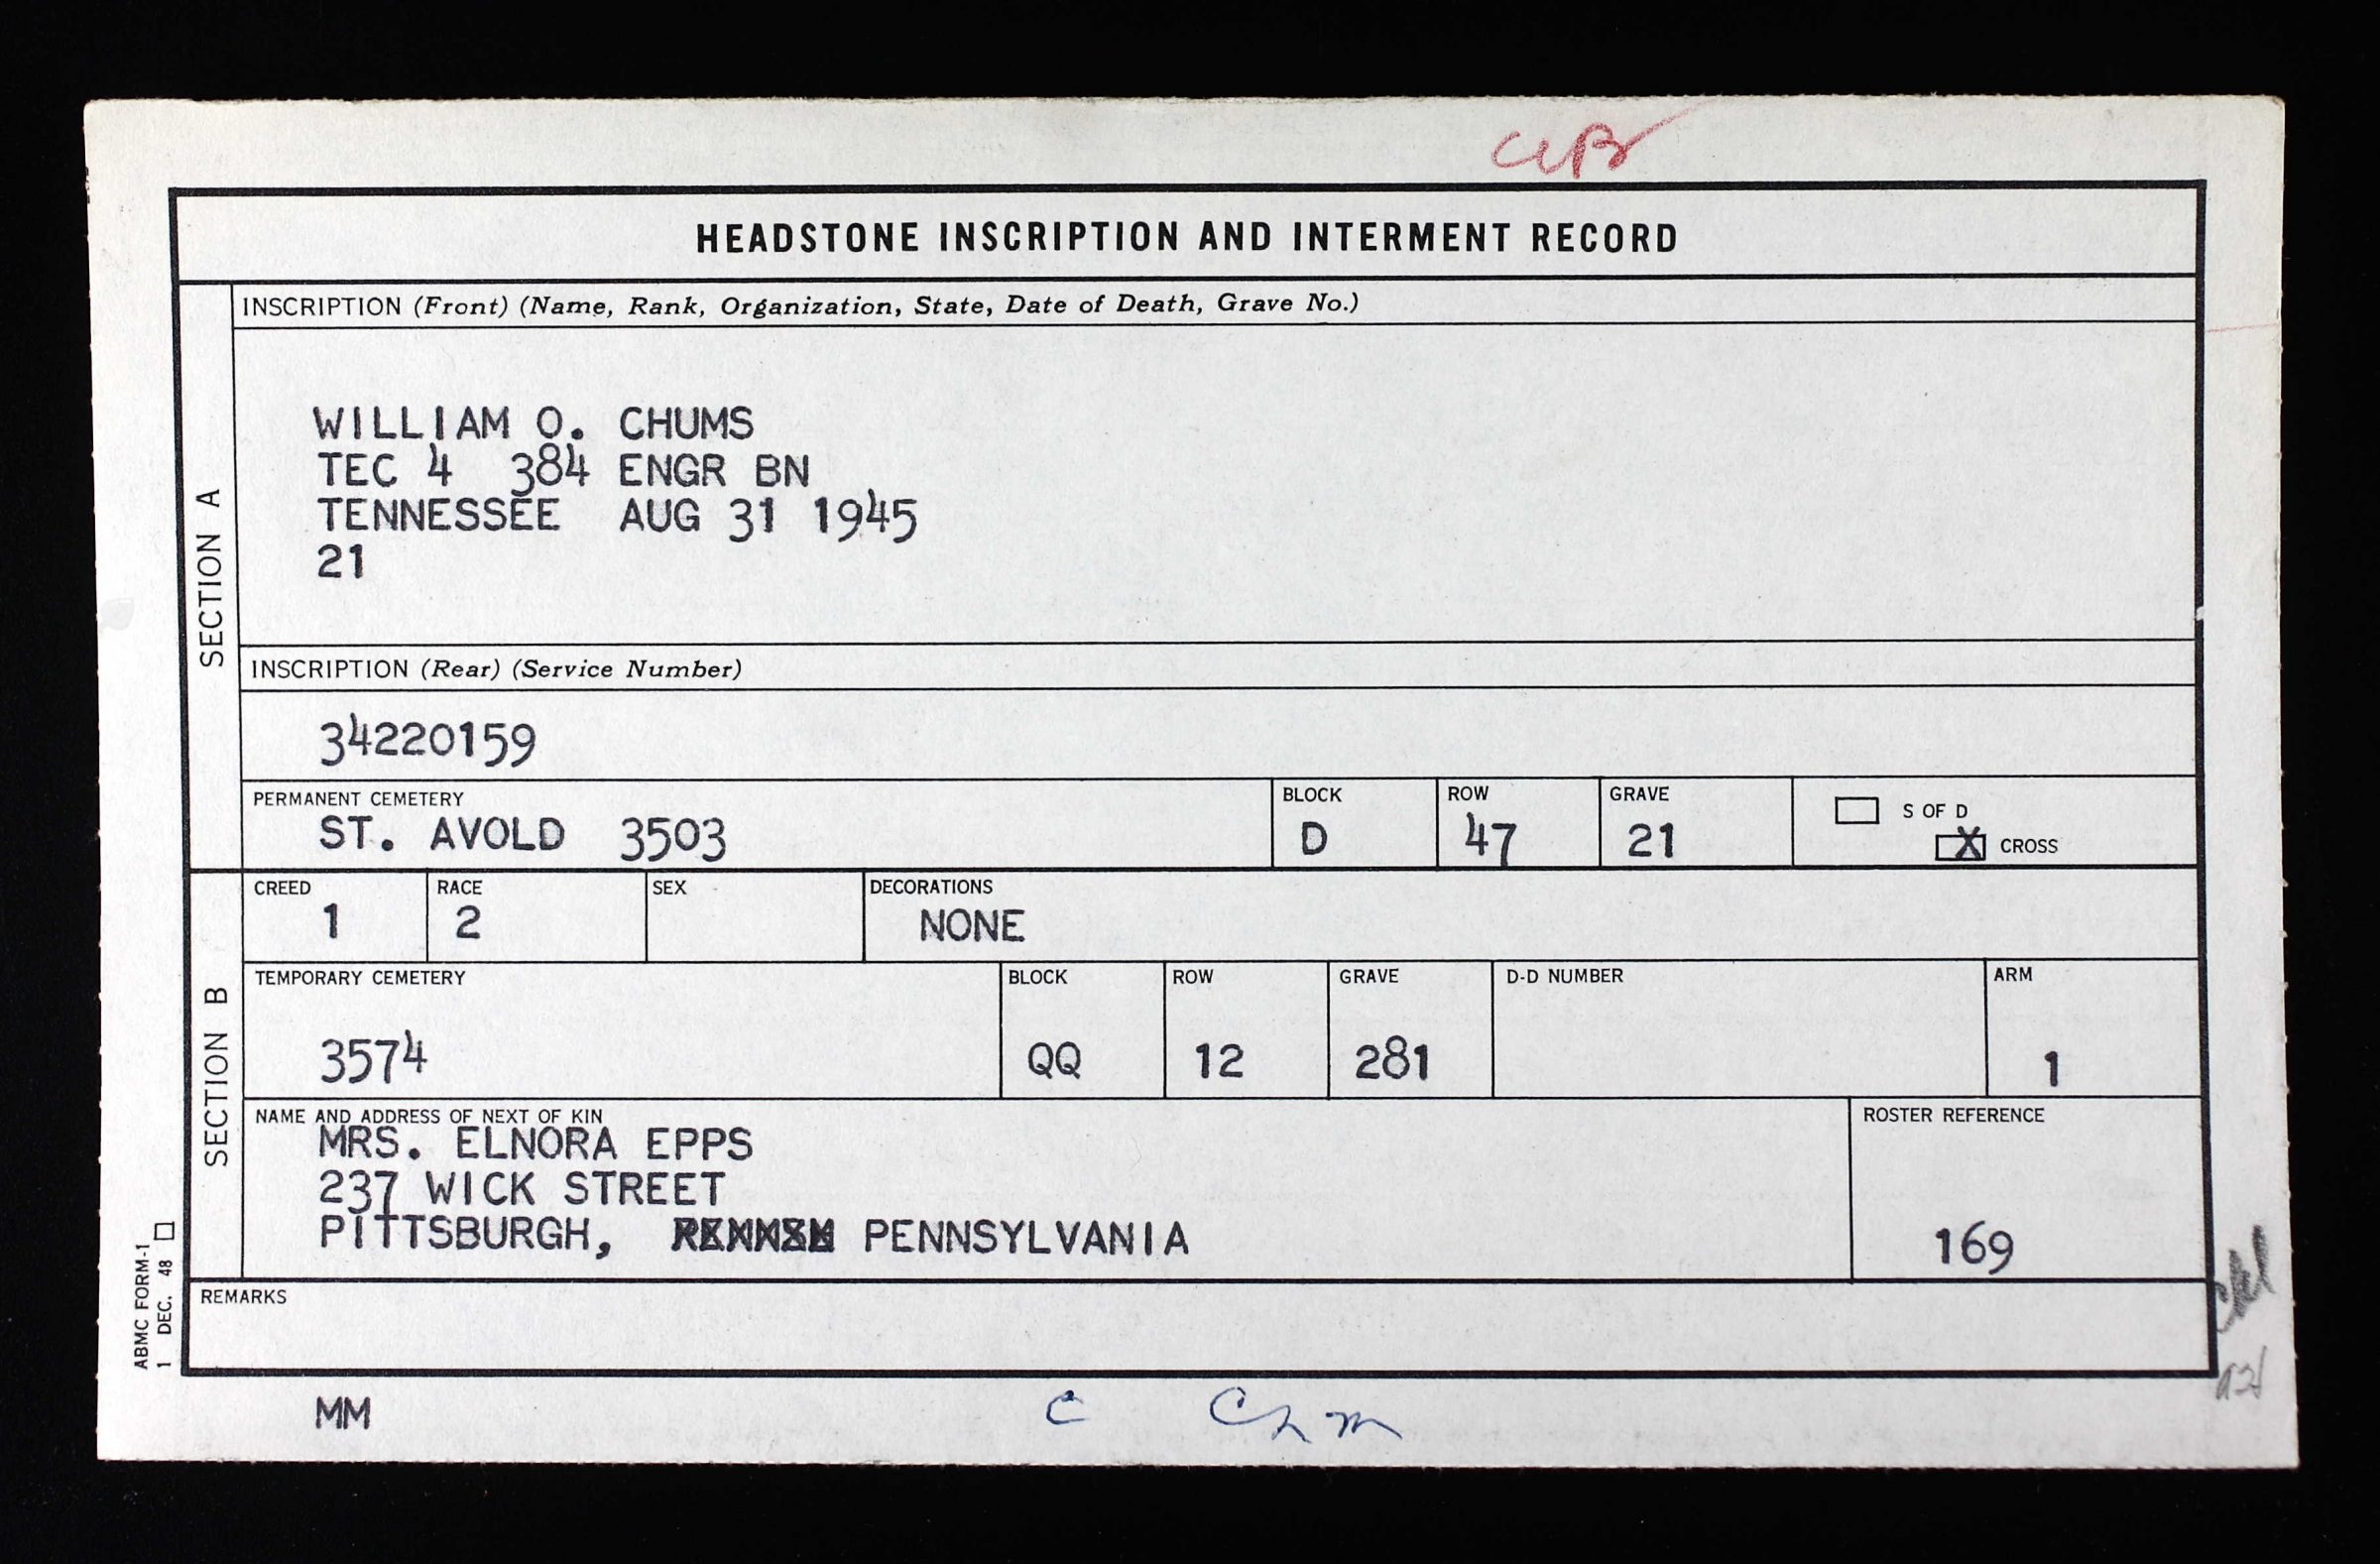 HEADSTONE INSCRIPTION AND INTERMENT RECORD
SECTION A
INSCRIPTION (Front) (Name, Rank, Organization, State, Date of Death, Grave No.)
WILLIAM O. CHUMS
TEC 4 384 ENGR BN
TENNESSEE AUG 31 1945
21
INSCRIPTION (Rear) (Service Number)
34220159
PERMANENT CEMETERY
ST. AVOLD 3503
BLOCK
D
ROW
47
GRAVE
21
S OF D
X CROSS
SECTION B
CREED
1
RACE
2
SEX
DECORATIONS
NONE
TEMPORARY CEMETERY
3574
BLOCK
QQ
ROW
12
GRAVE
281
D-D NUMBER
ARM
1
NAME AND ADDRESS OF NEXT OF KIN
MRS. ELNORA EPPS
237 WICK STREET
PITTSBURGH, PENNSYLVANIA
ROSTER REFERENCE
169
REMARKS
ABMC FORM-1
1 DEC. 48
MM
C